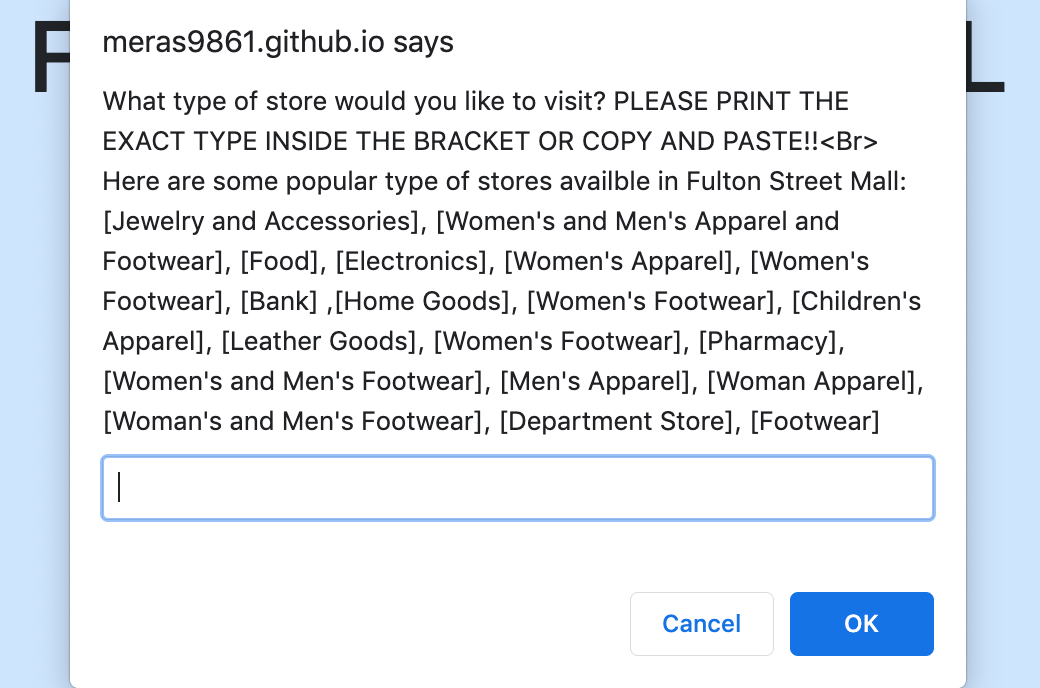 F
L
meras9861.github.io says
What type of store would you like to visit? PLEASE PRINT THE
EXACT TYPE INSIDE THE BRACKET OR COPY AND PASTE!!<Br>
Here are some popular type of stores availble in Fulton Street Mall:
[Jewelry and Accessories], [Women's and Men's Apparel and
Footwear], [Food], [Electronics], [Women's Apparel], [Women's
Footwear], [Bank] ,[Home Goods], [Women's Footwear], [Children's
Apparel], [Leather Goods], [Women's Footwear], [Pharmacy],
[Women's and Men's Footwear], [Men's Apparel], [Woman Apparel],
[Woman's and Men's Footwear], [Department Store], [Footwear]
Cancel
OK